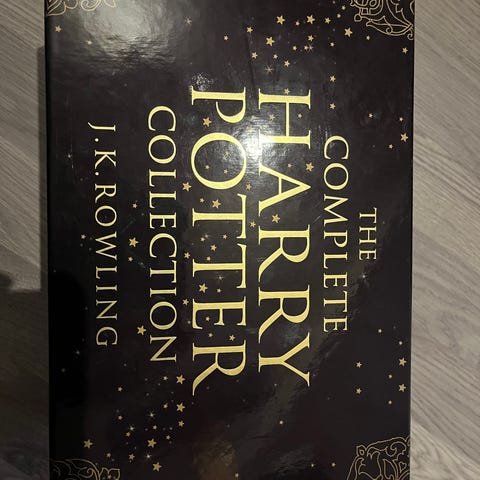 THE
COMPLETE
HARRY
POTTER
COLLECTION
J.K.ROWLING